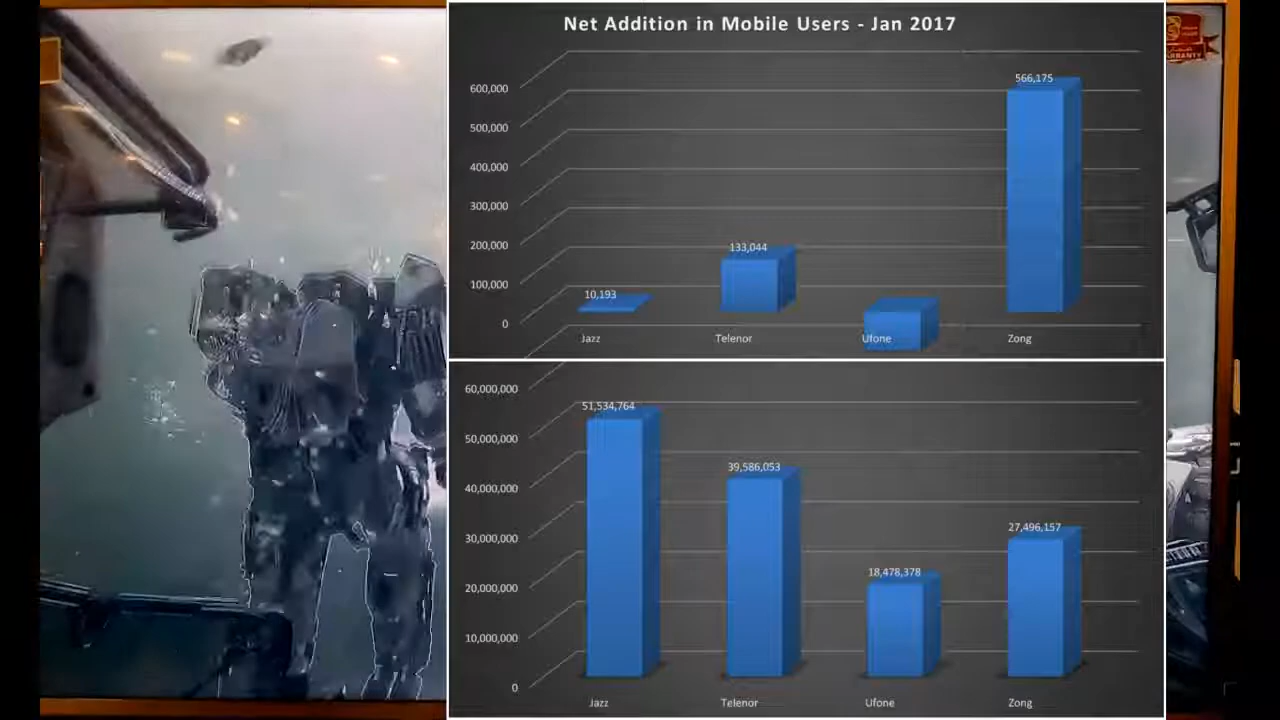 Net Addition in Mobile Users - Jan 2017
600,000
500,000
400,000
300,000
200,000
100,000
0
10,193
133,044
566,175
Jazz
Telenor
Ufone
Zong
60,000,000
50,000,000
40,000,000
30,000,000
20,000,000
10,000,000
0
51,534,764
39,586,053
18,478,378
27,496,157
Jazz
Telenor
Ufone
Zong